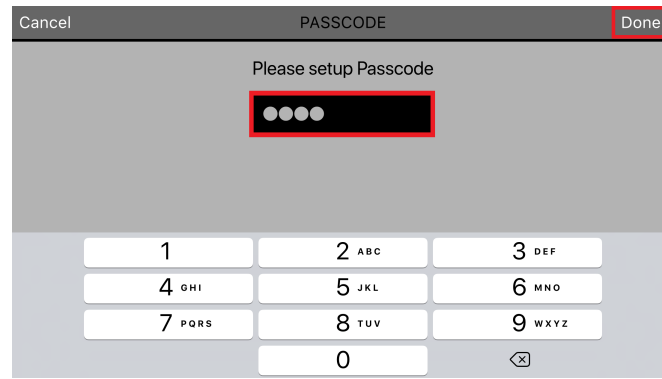 Cancel PASSCODE Done
Please setup Passcode
1 2 ABC 3 DEF
4 GHI 5 JKL 6 MNO
7 PQRS 8 TUV 9 WXYZ
0